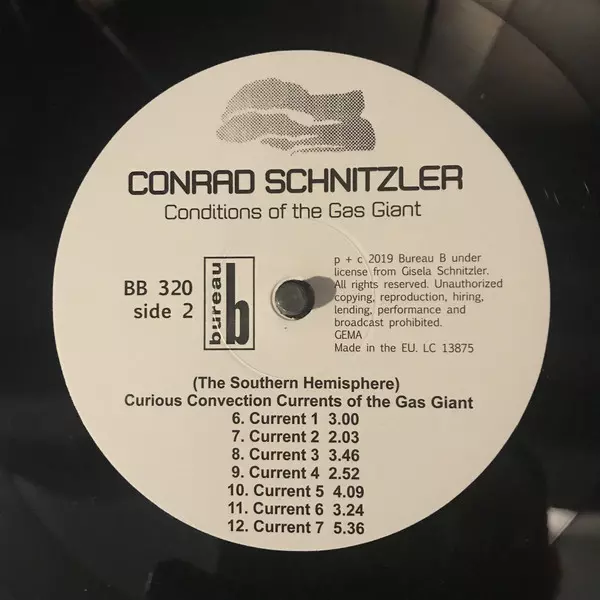 CONRAD SCHNITZLER
Conditions of the Gas Giant
BB 320
side 2
bureau
b
p + c 2019 Bureau B under
license from Gisela Schnitzler.
All rights reserved. Unauthorized
copying, reproduction, hiring,
lending, performance and
broadcast prohibited.
GEMA
Made in the EU. LC 13875
(The Southern Hemisphere)
Curious Convection Currents of the Gas Giant
6. Current 1 3.00
7. Current 2 2.03
8. Current 3 3.46
9. Current 4 2.52
10. Current 5 4.09
11. Current 6 3.24
12. Current 7 5.36